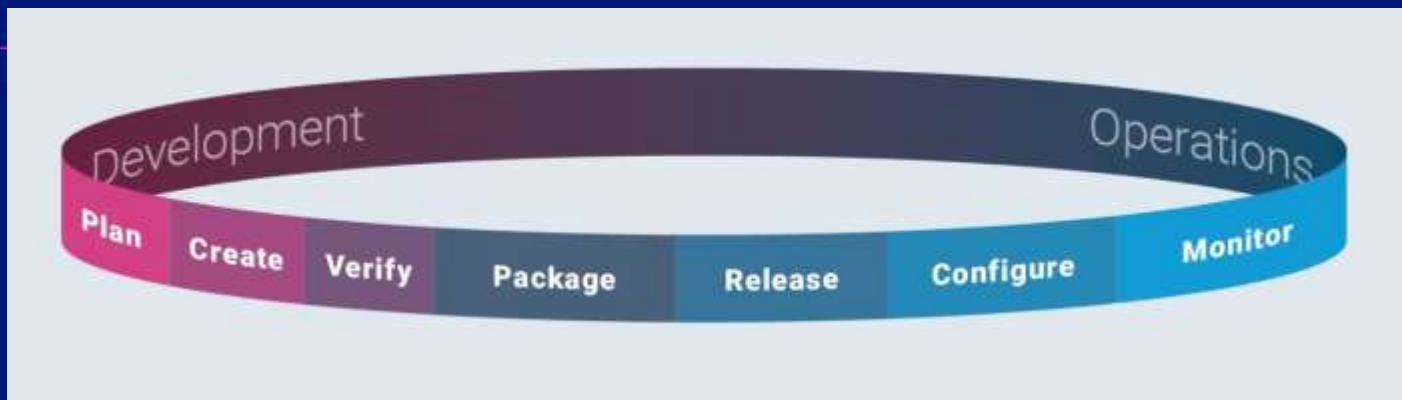 Development
Operations
Plan
Create
Verify
Package
Release
Configure
Monitor